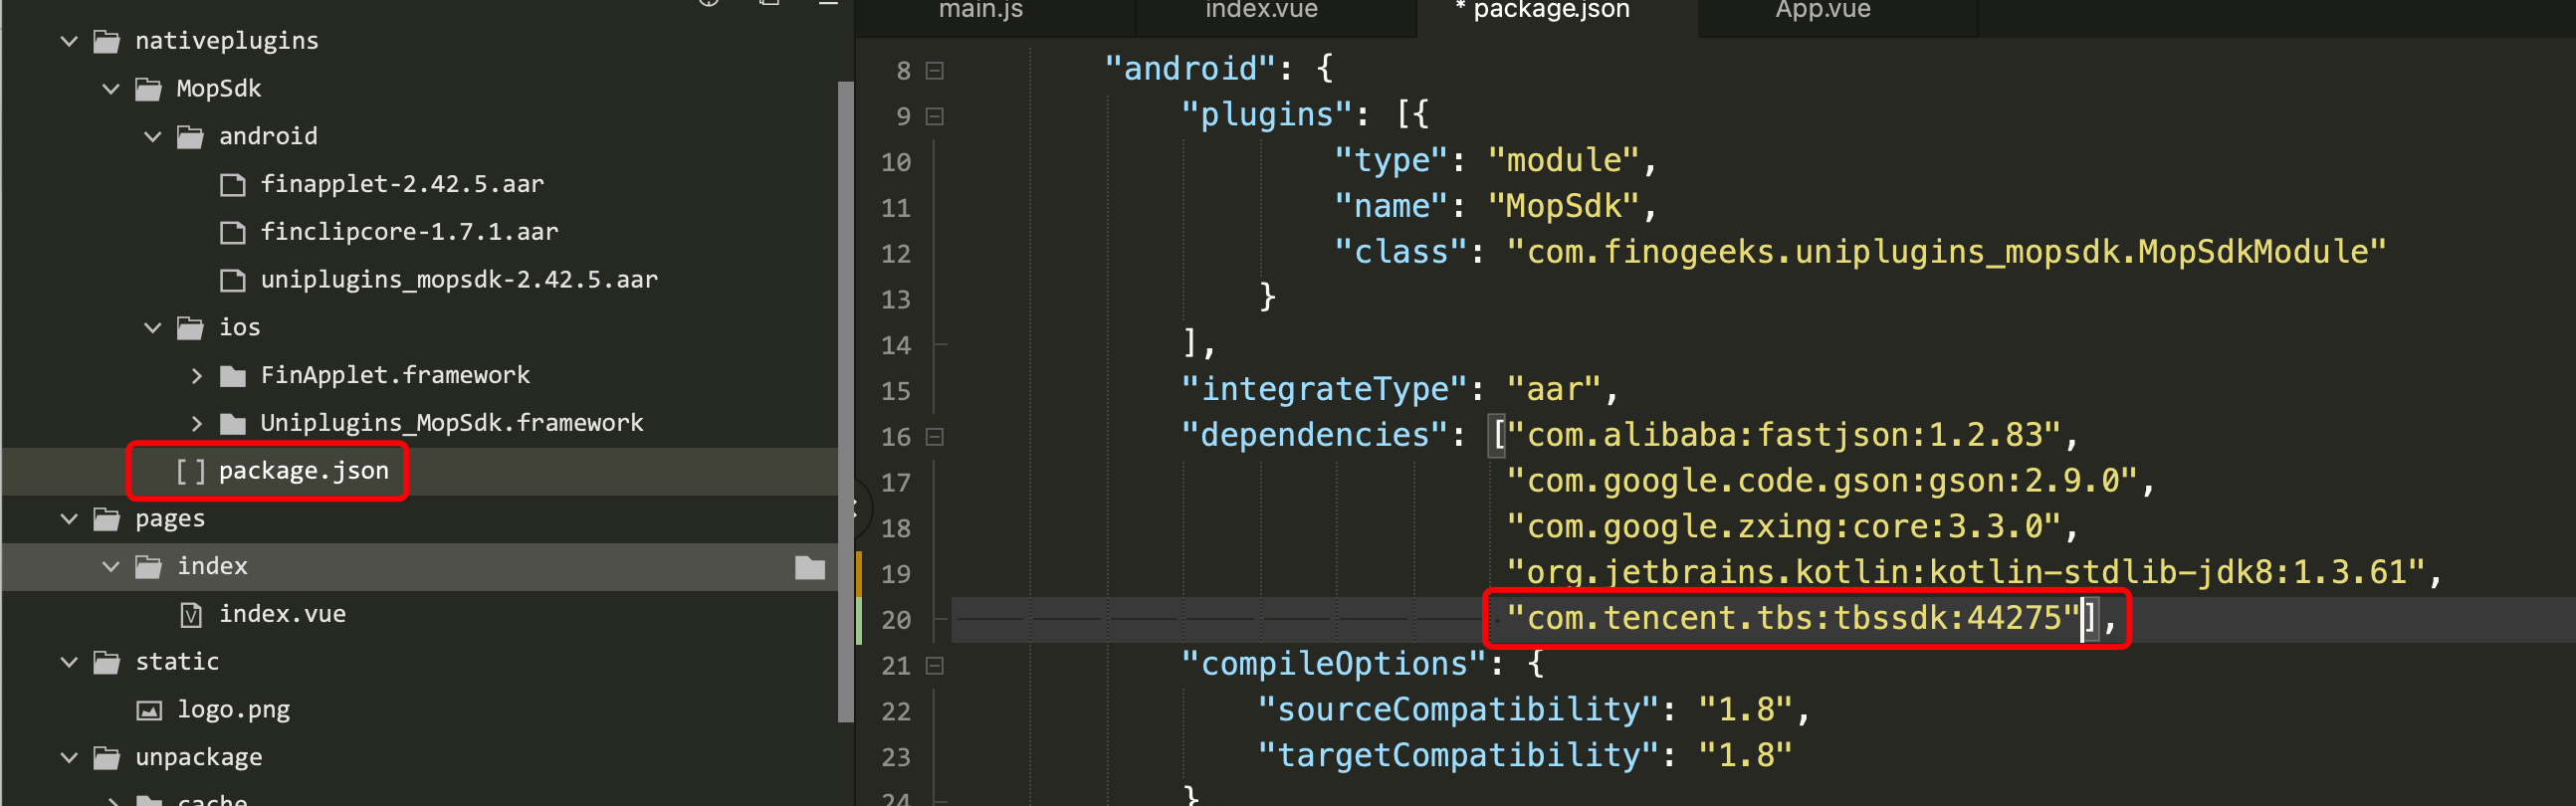 nativeplugins
MopSdk
android
finapplet-2.42.5.aar
finclipcore-1.7.1.aar
uniplugins_mopsdk-2.42.5.aar
ios
FinApplet.framework
Uniplugins_MopSdk.framework
[ ] package.json
pages
index
index.vue
static
logo.png
unpackage
cache
main.js
index.vue
* package.json
App.vue
8 "android": {
9 "plugins": [{
10 "type": "module",
11 "name": "MopSdk",
12 "class": "com.finogeeks.uniplugins_mopsdk.MopSdkModule"
13 }
14 ],
15 "integrateType": "aar",
16 "dependencies": ["com.alibaba:fastjson:1.2.83",
17 "com.google.code.gson:gson:2.9.0",
18 "com.google.zxing:core:3.3.0",
19 "org.jetbrains.kotlin:kotlin-stdlib-jdk8:1.3.61",
20 "com.tencent.tbs:tbssdk:44275"],
21 "compileOptions": {
22 "sourceCompatibility": "1.8",
23 "targetCompatibility": "1.8"
24 }